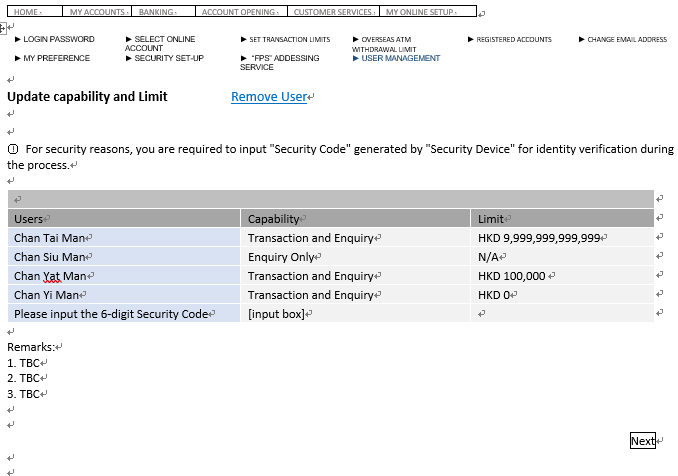 HOME MY ACCOUNTS BANKING ACCOUNT OPENING CUSTOMER SERVICES MY ONLINE SETUP
► LOGIN PASSWORD ► SELECT ONLINE ACCOUNT ► SET TRANSACTION LIMITS ► OVERSEAS ATM WITHDRAWAL LIMIT ► REGISTERED ACCOUNTS ► CHANGE EMAIL ADDRESS
► MY PREFERENCE ► SECURITY SET-UP ► "FPS" ADDESSING SERVICE ► USER MANAGEMENT
Update capability and Limit Remove User
For security reasons, you are required to input "Security Code" generated by "Security Device" for identity verification during
the process.
Users Capability Limit
Chan Tai Man Transaction and Enquiry HKD 9,999,999,999,999
Chan Siu Man Enquiry Only N/A
Chan Yat Man Transaction and Enquiry HKD 100,000
Chan Yi Man Transaction and Enquiry HKD 0
Please input the 6-digit Security Code [input box]
Remarks:
1. TBC
2. TBC
3. TBC
Next